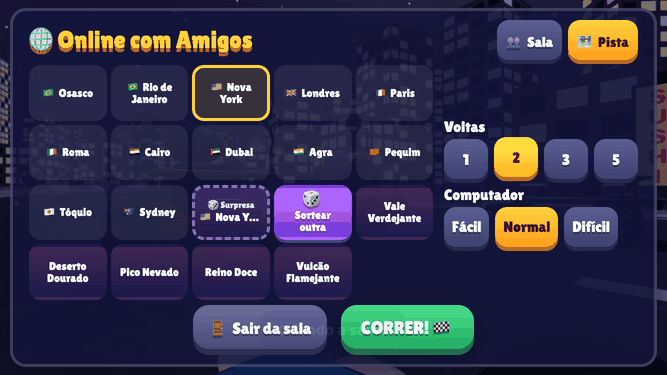 Online com Amigos
Sala
Pista
Osasco
Rio de
Janeiro
Nova
York
Londres
Paris
Roma
Cairo
Dubai
Agra
Pequim
Tóquio
Sydney
Surpresa
Nova Y...
Sortear
outra
Vale
Verdejante
Deserto
Dourado
Pico Nevado
Reino Doce
Vulcão
Flamejante
Voltas
1
2
3
5
Computador
Fácil
Normal
Difícil
Sair da sala
CORRER!